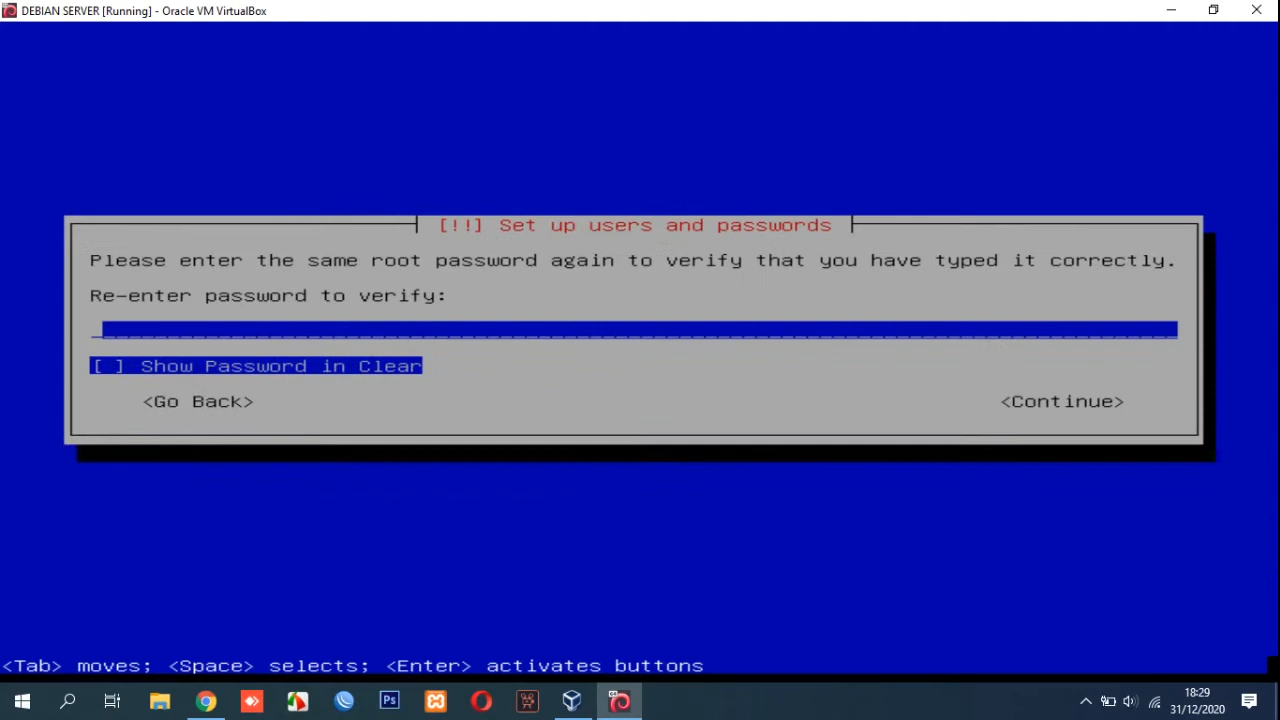 DEBIAN SERVER [Running] - Oracle VM VirtualBox
[!!] Set up users and passwords
Please enter the same root password again to verify that you have typed it correctly.
Re-enter password to verify:
[ ] Show Password in Clear
<Go Back> <Continue>
<Tab> moves; <Space> selects; <Enter> activates buttons
Ps
18:29
31/12/2020